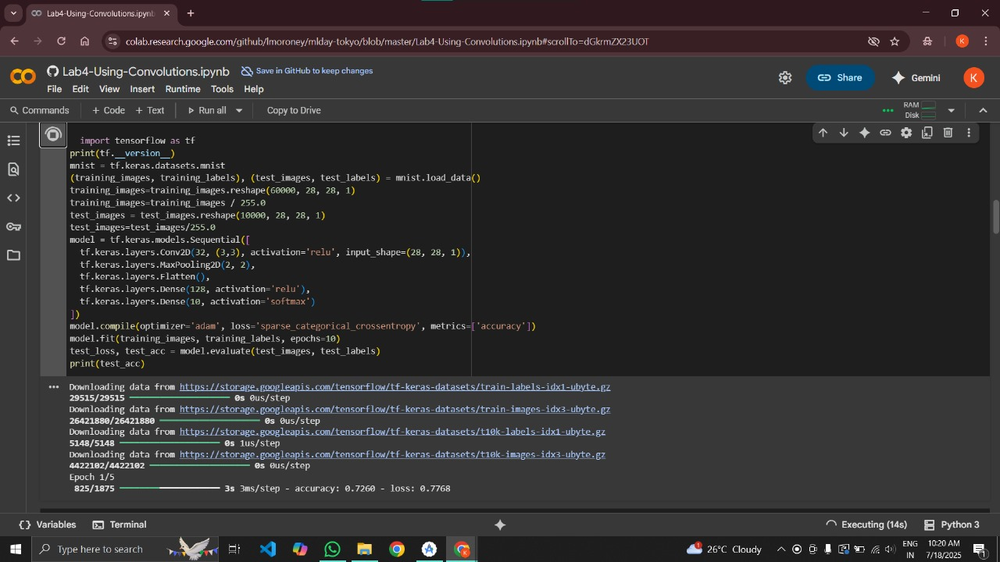 Lab4-Using-Convolutions.ipynb
colab.research.google.com/github/lmoroney/mlday-tokyo/blob/master/Lab4-Using-Convolutions.ipynb#scrollTo=dGkrmZX23UOT
K
Lab4-Using-Convolutions.ipynb
Save in GitHub to keep changes
Share
Gemini
K
File Edit View Insert Runtime Tools Help
Commands + Code + Text Run all Copy to Drive
RAM
Disk
import tensorflow as tf
print(tf.__version__)
mnist = tf.keras.datasets.mnist
(training_images, training_labels), (test_images, test_labels) = mnist.load_data()
training_images=training_images.reshape(60000, 28, 28, 1)
training_images=training_images / 255.0
test_images = test_images.reshape(10000, 28, 28, 1)
test_images=test_images/255.0
model = tf.keras.models.Sequential([
  tf.keras.layers.Conv2D(32, (3,3), activation='relu', input_shape=(28, 28, 1)),
  tf.keras.layers.MaxPooling2D(2, 2),
  tf.keras.layers.Flatten(),
  tf.keras.layers.Dense(128, activation='relu'),
  tf.keras.layers.Dense(10, activation='softmax')
])
model.compile(optimizer='adam', loss='sparse_categorical_crossentropy', metrics=['accuracy'])
model.fit(training_images, training_labels, epochs=10)
test_loss, test_acc = model.evaluate(test_images, test_labels)
print(test_acc)
Downloading data from https://storage.googleapis.com/tensorflow/tf-keras-datasets/train-labels-idx1-ubyte.gz
29515/29515 0s 0us/step
Downloading data from https://storage.googleapis.com/tensorflow/tf-keras-datasets/train-images-idx3-ubyte.gz
26421880/26421880 0s 0us/step
Downloading data from https://storage.googleapis.com/tensorflow/tf-keras-datasets/t10k-labels-idx1-ubyte.gz
5148/5148 0s 1us/step
Downloading data from https://storage.googleapis.com/tensorflow/tf-keras-datasets/t10k-images-idx3-ubyte.gz
4422102/4422102 0s 0us/step
Epoch 1/5
825/1875 3s 3ms/step - accuracy: 0.7260 - loss: 0.7768
Variables Terminal Executing (14s) Python 3
Type here to search
1
26°C Cloudy
ENG
IN
10:20 AM
7/18/2025
1